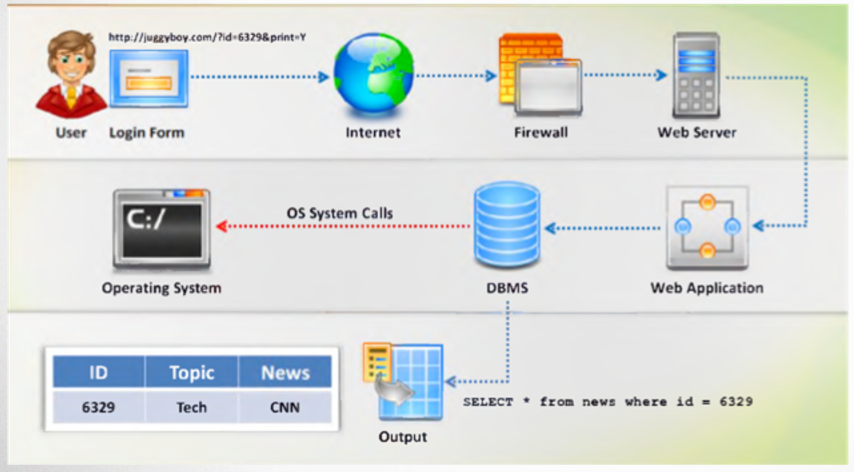 http://juggyboy.com/?id=6329&print=Y
User
Login Form
Internet
Firewall
Web Server
C:/
OS System Calls
Operating System
DBMS
Web Application
ID Topic News
6329 Tech CNN
SELECT * from news where id = 6329
Output